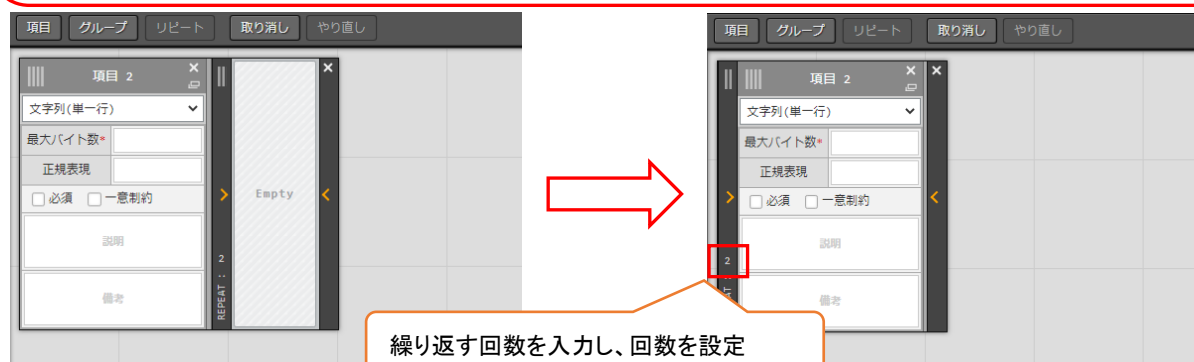 項目 グループ リピート 取り消し やり直し
項目 2
文字列(単一行)
最大バイト数*
正規表現
必須 一意制約
説明
備考
REPEAT : 2
Empty
項目 グループ リピート 取り消し やり直し
項目 2
文字列(単一行)
最大バイト数*
正規表現
必須 一意制約
説明
備考
2
繰り返す回数を入力し、回数を設定